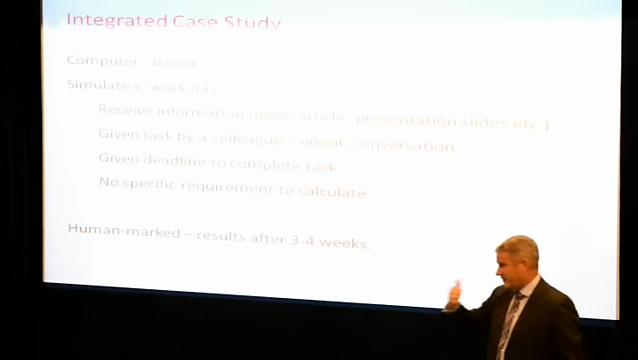 Integrated Case Study
Computer - based
Simulate a 'work day
Receive information (news article, presentation slides etc.)
Given task by a colleague – email, conversation
Given deadline to complete task
No specific requirement to calculate
Human-marked – results after 3-4 weeks.